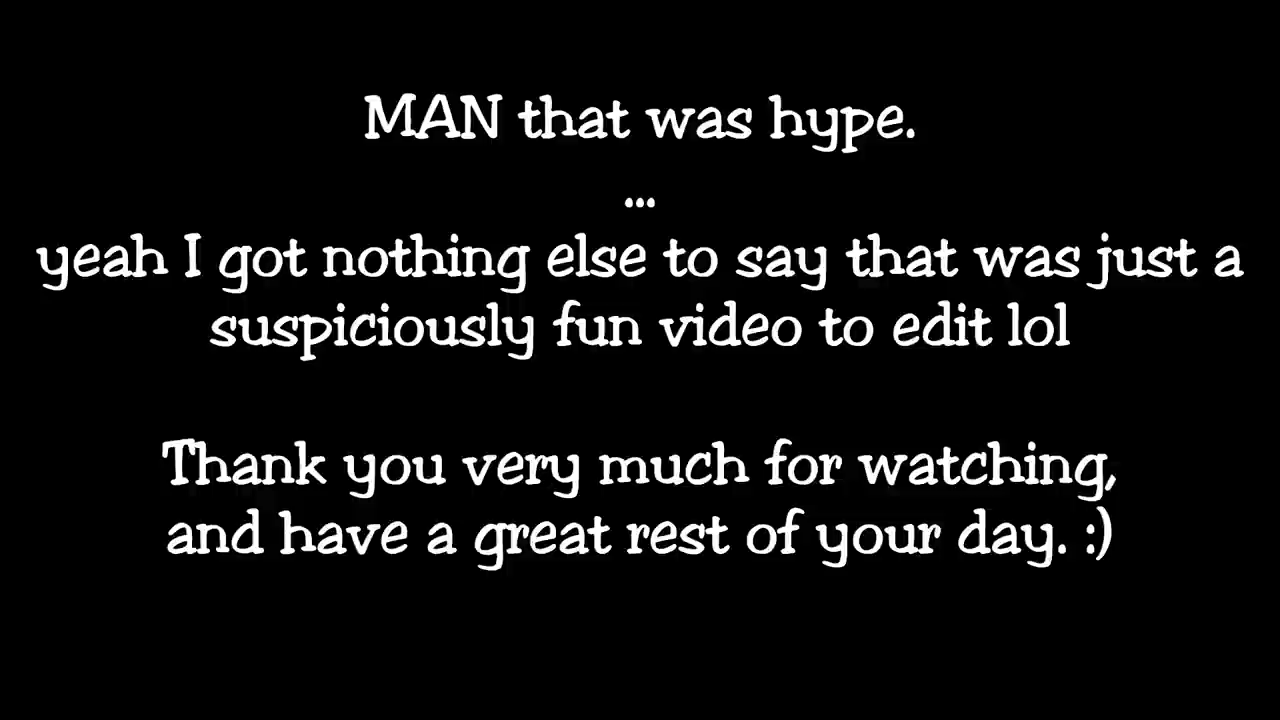 MAN that was hype.
...
yeah I got nothing else to say that was just a
suspiciously fun video to edit lol
Thank you very much for watching,
and have a great rest of your day. :)